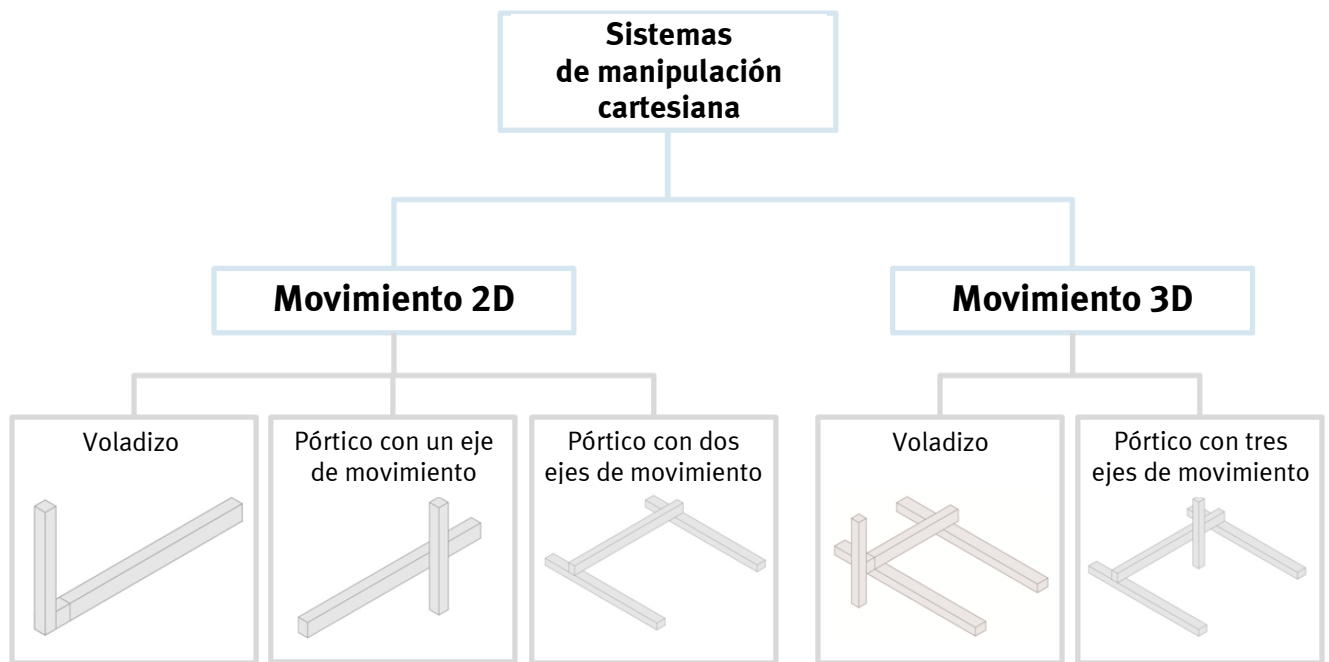 Sistemas
de manipulación
cartesiana
Movimiento 2D
Movimiento 3D
Voladizo
Pórtico con un eje
de movimiento
Pórtico con dos
ejes de movimiento
Voladizo
Pórtico con tres
ejes de movimiento